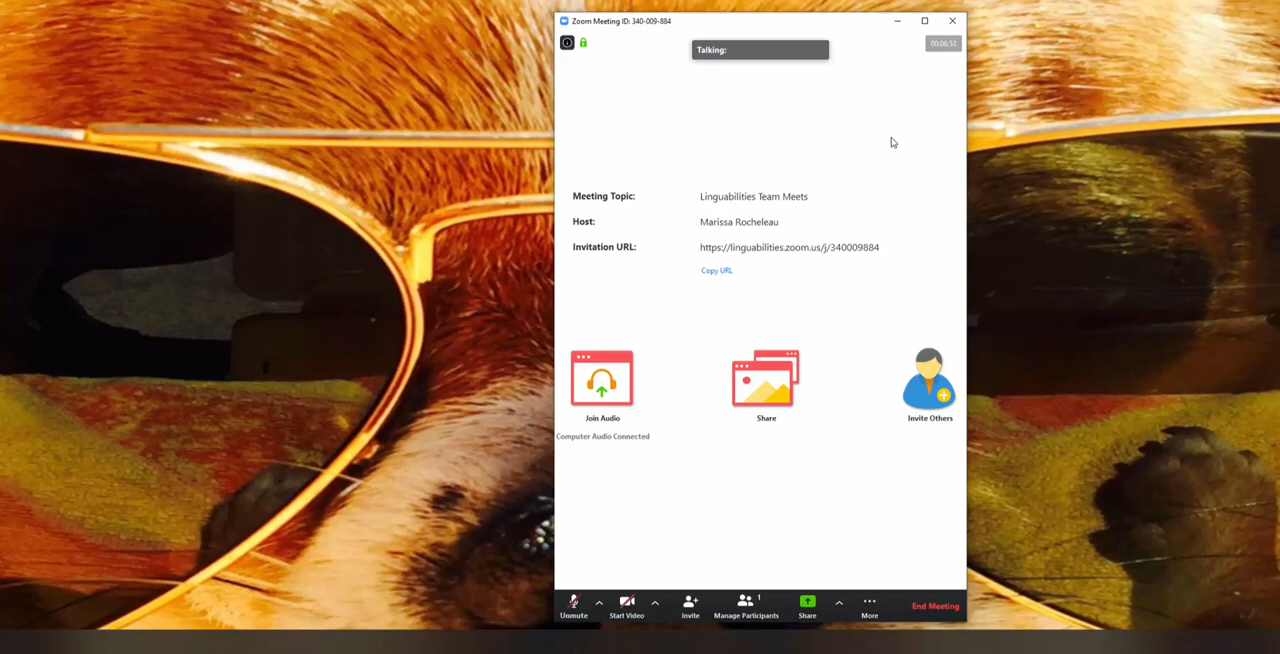 Zoom Meeting ID: 340-009-884
Talking:
00:06:53
Meeting Topic: Linguabilities Team Meets
Host: Marissa Rocheleau
Invitation URL: https://linguabilities.zoom.us/j/340009884
Copy URL
Join Audio Share Invite Others
Computer Audio Connected
1
Unmute Start Video Invite Manage Participants Share More End Meeting